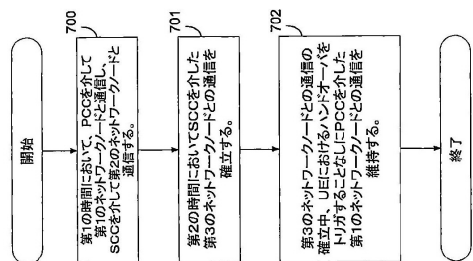 開始
700
第1の時間において、PCCを介して
第1のネットワークノードと通信し、
SCCを介して第2のネットワークノードと
通信する。
701
第2の時間においてSCCを介した
第3のネットワークノードとの通信を
確立する。
702
第3のネットワークノードとの通信の
確立中、UEにおけるハンドオーバを
トリガすることなしにPCCを介した
第1のネットワークノードとの通信を
維持する。
終了